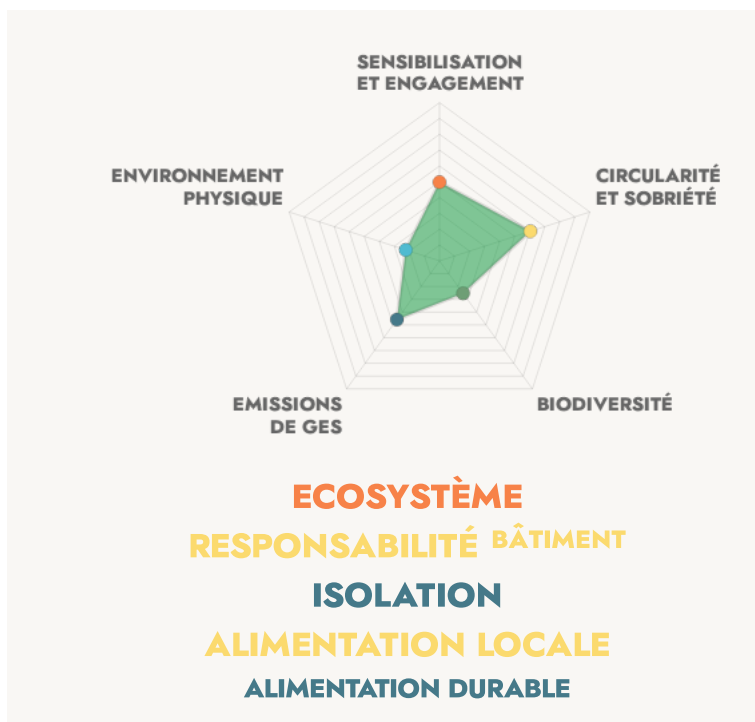 SENSIBILISATION
ET ENGAGEMENT
ENVIRONNEMENT
PHYSIQUE
CIRCULARITÉ
ET SOBRIÉTÉ
EMISSIONS
DE GES
BIODIVERSITÉ
ECOSYSTÈME
RESPONSABILITÉ BÂTIMENT
ISOLATION
ALIMENTATION LOCALE
ALIMENTATION DURABLE